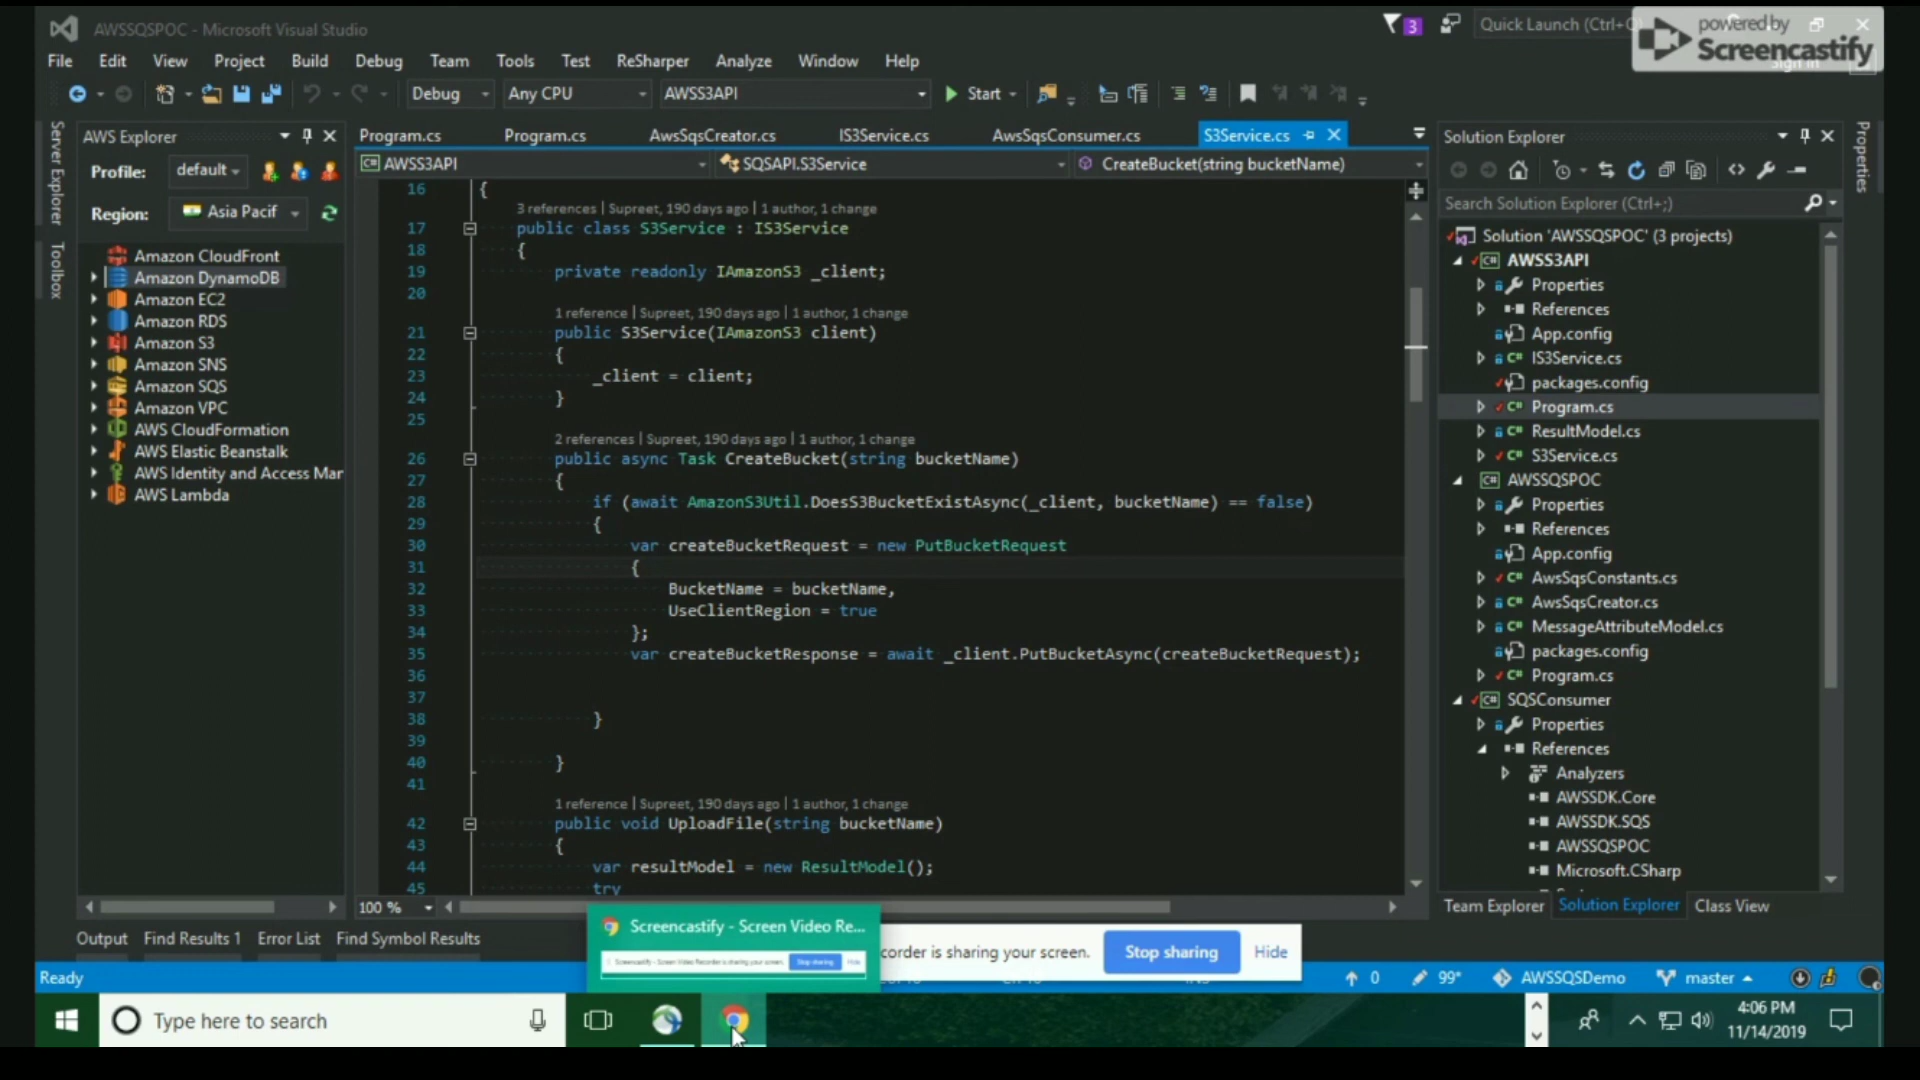 AWSSQSPOC - Microsoft Visual Studio
3
Quick Launch (Ctrl+Q
powered by
Screencastify
File Edit View Project Build Debug Team Tools Test ReSharper Analyze Window Help
Sign in
Debug Any CPU AWSS3API Start
Server Explorer
Toolbox
AWS Explorer
Profile: default
Region: Asia Pacif
Amazon CloudFront
Amazon DynamoDB
Amazon EC2
Amazon RDS
Amazon S3
Amazon SNS
Amazon SQS
Amazon VPC
AWS CloudFormation
AWS Elastic Beanstalk
AWS Identity and Access Mar
AWS Lambda
Program.cs Program.cs AwsSqsCreator.cs IS3Service.cs AwsSqsConsumer.cs S3Service.cs
AWSS3API SQSAPI.S3Service CreateBucket(string bucketName)
16 {
3 references | Supreet, 190 days ago | 1 author, 1 change
17 public class S3Service : IS3Service
18 {
19 private readonly IAmazonS3 _client;
20
1 reference | Supreet, 190 days ago | 1 author, 1 change
21 public S3Service(IAmazonS3 client)
22 {
23 _client = client;
24 }
25
2 references | Supreet, 190 days ago | 1 author, 1 change
26 public async Task CreateBucket(string bucketName)
27 {
28 if (await AmazonS3Util.DoesS3BucketExistAsync(_client, bucketName) == false)
29 {
30 var createBucketRequest = new PutBucketRequest
31 {
32 BucketName = bucketName,
33 UseClientRegion = true
34 };
35 var createBucketResponse = await _client.PutBucketAsync(createBucketRequest);
36
37
38 }
39
40 }
41
1 reference | Supreet, 190 days ago | 1 author, 1 change
42 public void UploadFile(string bucketName)
43 {
44 var resultModel = new ResultModel();
45 try
100 %
Solution Explorer
Search Solution Explorer (Ctrl+;)
Solution 'AWSSQSPOC' (3 projects)
AWSS3API
Properties
References
App.config
IS3Service.cs
packages.config
Program.cs
ResultModel.cs
S3Service.cs
AWSSQSPOC
Properties
References
App.config
AwsSqsConstants.cs
AwsSqsCreator.cs
MessageAttributeModel.cs
packages.config
Program.cs
SQSConsumer
Properties
References
Analyzers
AWSSDK.Core
AWSSDK.SQS
AWSSQSPOC
Microsoft.CSharp
Team Explorer Solution Explorer Class View
Properties
Output Find Results 1 Error List Find Symbol Results
Screencastify - Screen Video Re...
Screencastify - Screen Video Recorder is sharing your screen. Stop sharing Hide
corder is sharing your screen. Stop sharing Hide
Ready
0 99* AWSSQSDemo master
Type here to search
4:06 PM
11/14/2019